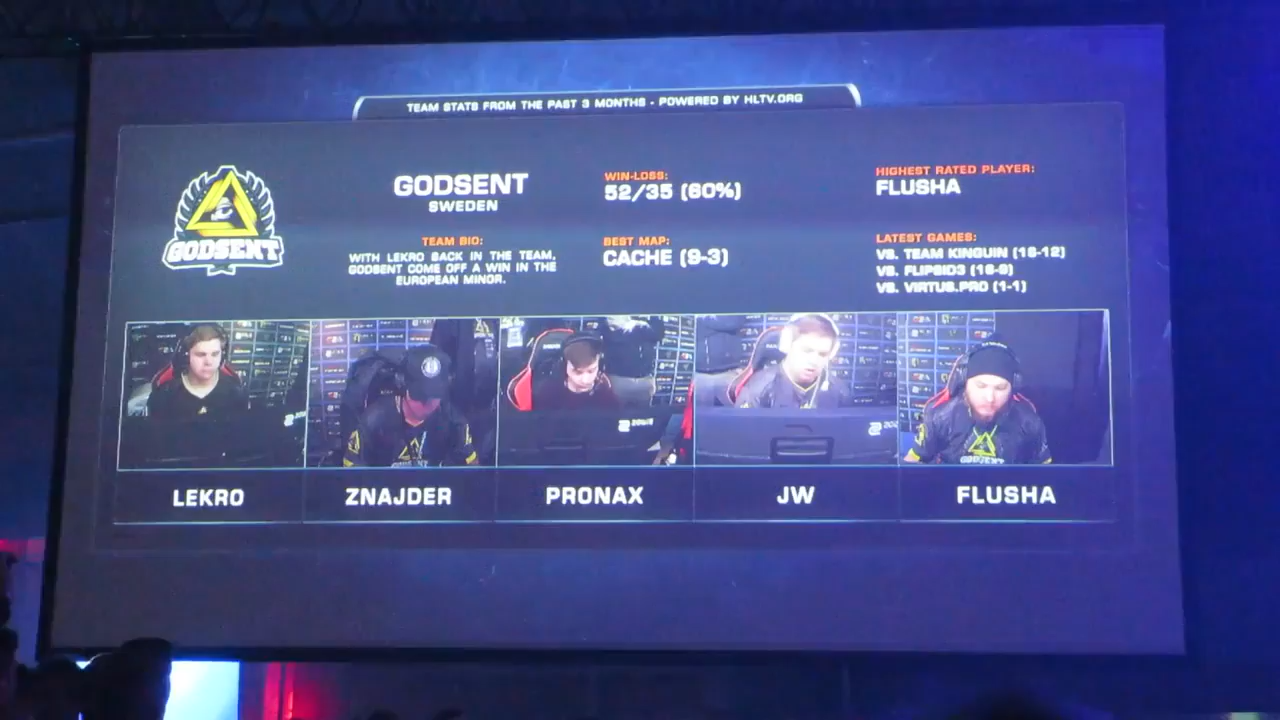 TEAM STATS FROM THE PAST 3 MONTHS - POWERED BY HLTV.ORG
GODSENT
GODSENT
SWEDEN
TEAM BIO:
WITH LEKRO BACK IN THE TEAM,
GODSENT COME OFF A WIN IN THE
EUROPEAN MINOR.
WIN-LOSS:
52/35 (60%)
BEST MAP:
CACHE (9-3)
HIGHEST RATED PLAYER:
FLUSHA
LATEST GAMES:
VS. TEAM KINGUIN (16-12)
VS. FLIPSID3 (16-9)
VS. VIRTUS.PRO (1-1)
ZOWIE
GODSENT
LEKRO
ZNAJDER
PRONAX
JW
FLUSHA